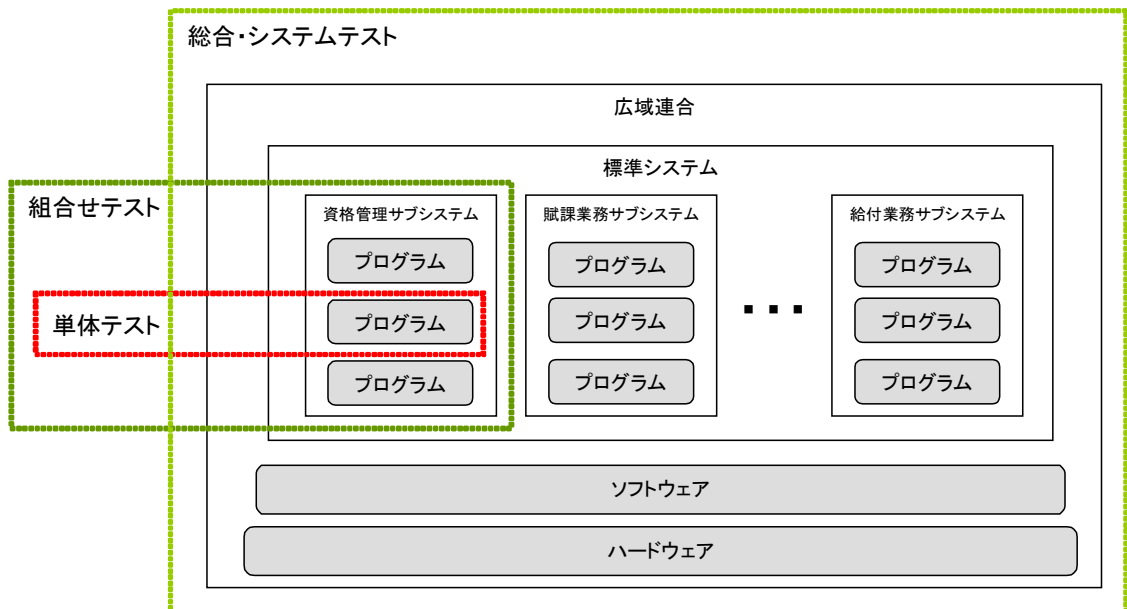 総合・システムテスト
広域連合
標準システム
組合せテスト
資格管理サブシステム
プログラム
単体テスト
プログラム
プログラム
賦課業務サブシステム
プログラム
プログラム
プログラム
・・・
給付業務サブシステム
プログラム
プログラム
プログラム
ソフトウェア
ハードウェア